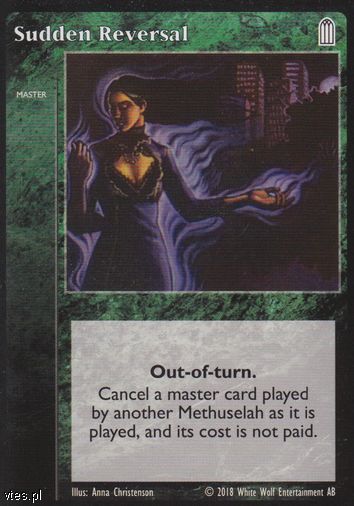 Sudden Reversal
MASTER
Out-of-turn.
Cancel a master card played
by another Methuselah as it is
played, and its cost is not paid.
Illus: Anna Christenson © 2018 White Wolf Entertainment AB
vtes.pl